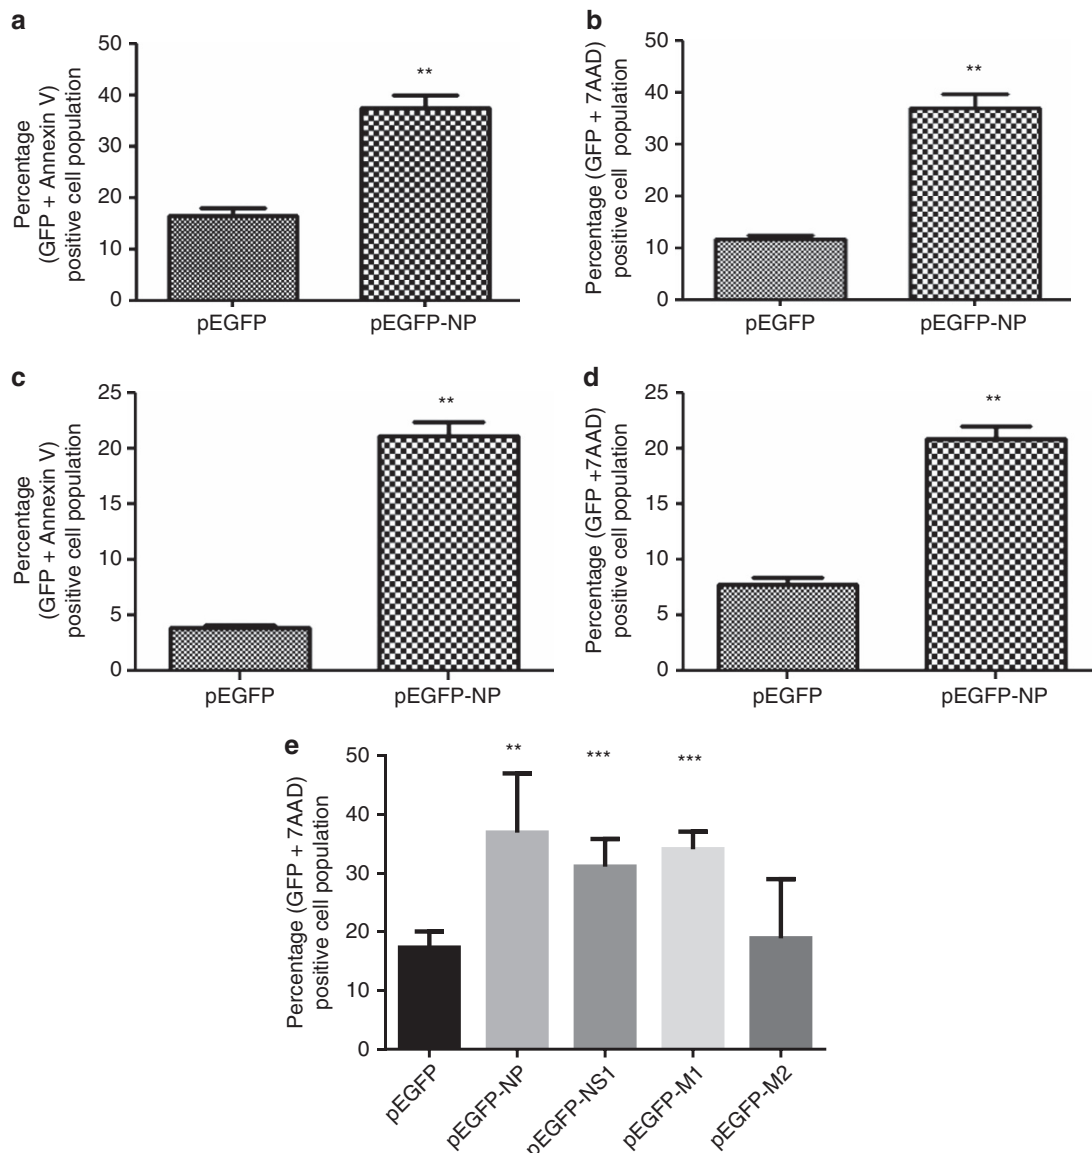 a
Percentage
(GFP + Annexin V)
positive cell population
50
40
30
20
10
0
**
pEGFP
pEGFP-NP
b
Percentage (GFP + 7AAD)
positive cell population
50
40
30
20
10
0
**
pEGFP
pEGFP-NP
c
Percentage
(GFP + Annexin V)
positive cell population
25
20
15
10
5
0
**
pEGFP
pEGFP-NP
d
Percentage (GFP +7AAD)
positive cell population
25
20
15
10
5
0
**
pEGFP
pEGFP-NP
e
Percentage (GFP + 7AAD)
positive cell population
50
40
30
20
10
0
**
***
***
pEGFP
pEGFP-NP
pEGFP-NS1
pEGFP-M1
pEGFP-M2